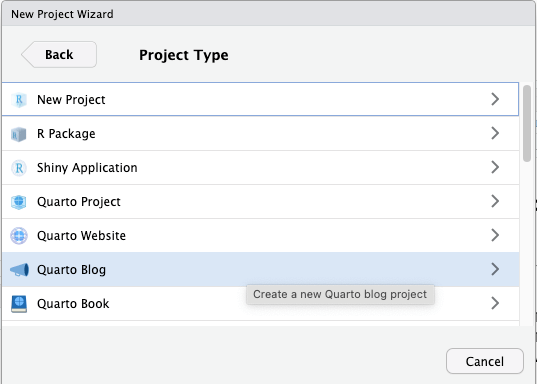 New Project Wizard
Back
Project Type
R New Project
R Package
R Shiny Application
Quarto Project
Quarto Website
Quarto Blog
Create a new Quarto blog project
Quarto Book
Cancel